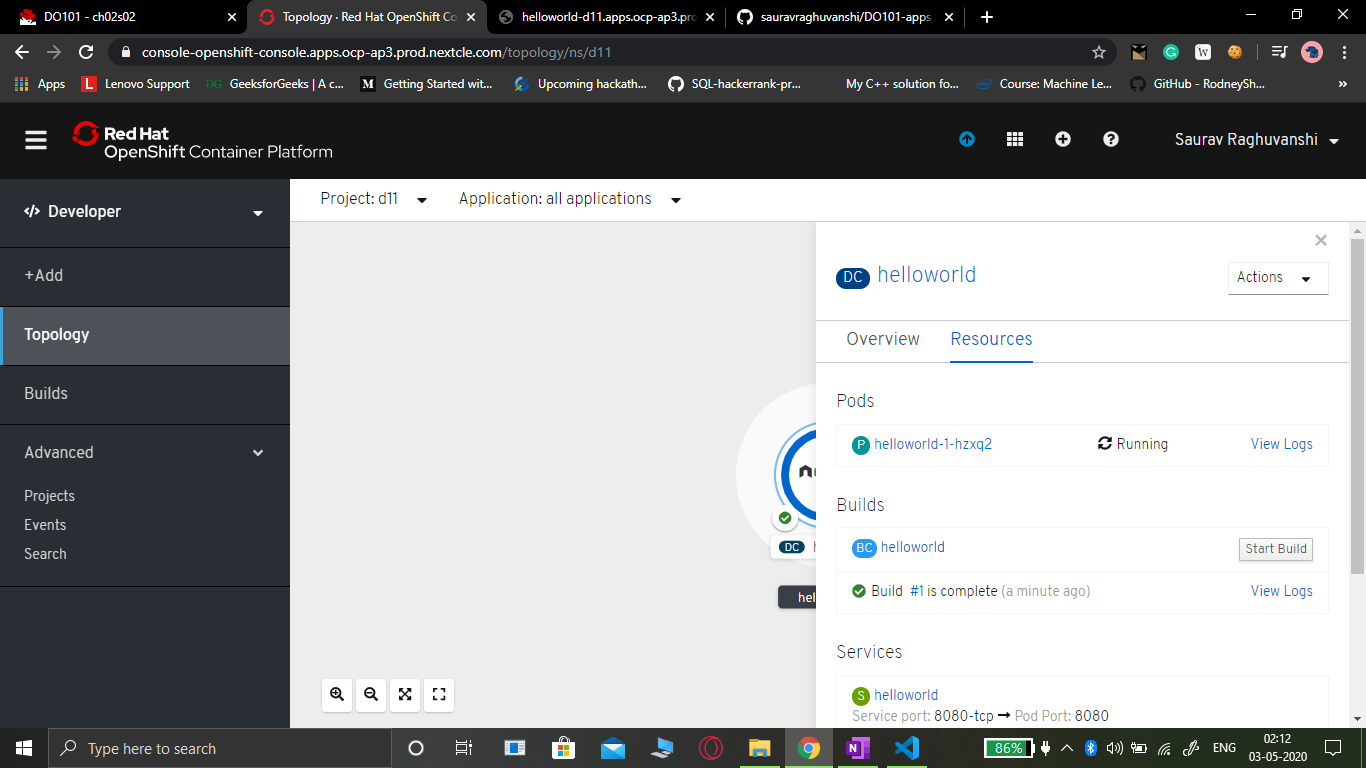 DO101 - ch02s02
Topology · Red Hat OpenShift Co
helloworld-d11.apps.ocp-ap3.pro
sauravraghuvanshi/DO101-apps
console-openshift-console.apps.ocp-ap3.prod.nextcle.com/topology/ns/d11
Apps
Lenovo Support
GeeksforGeeks | A c...
Getting Started wit...
Upcoming hackath...
SQL-hackerrank-pr...
My C++ solution fo...
Course: Machine Le...
GitHub - RodneySh...
Red Hat
OpenShift Container Platform
Saurav Raghuvanshi
Developer
+Add
Topology
Builds
Advanced
Projects
Events
Search
Project: d11
Application: all applications
DC
DC helloworld
Actions
Overview
Resources
Pods
P helloworld-1-hzxq2
Running
View Logs
Builds
BC helloworld
Start Build
Build #1 is complete (a minute ago)
View Logs
Services
S helloworld
Service port: 8080-tcp → Pod Port: 8080
Type here to search
86%
ENG
02:12
03-05-2020